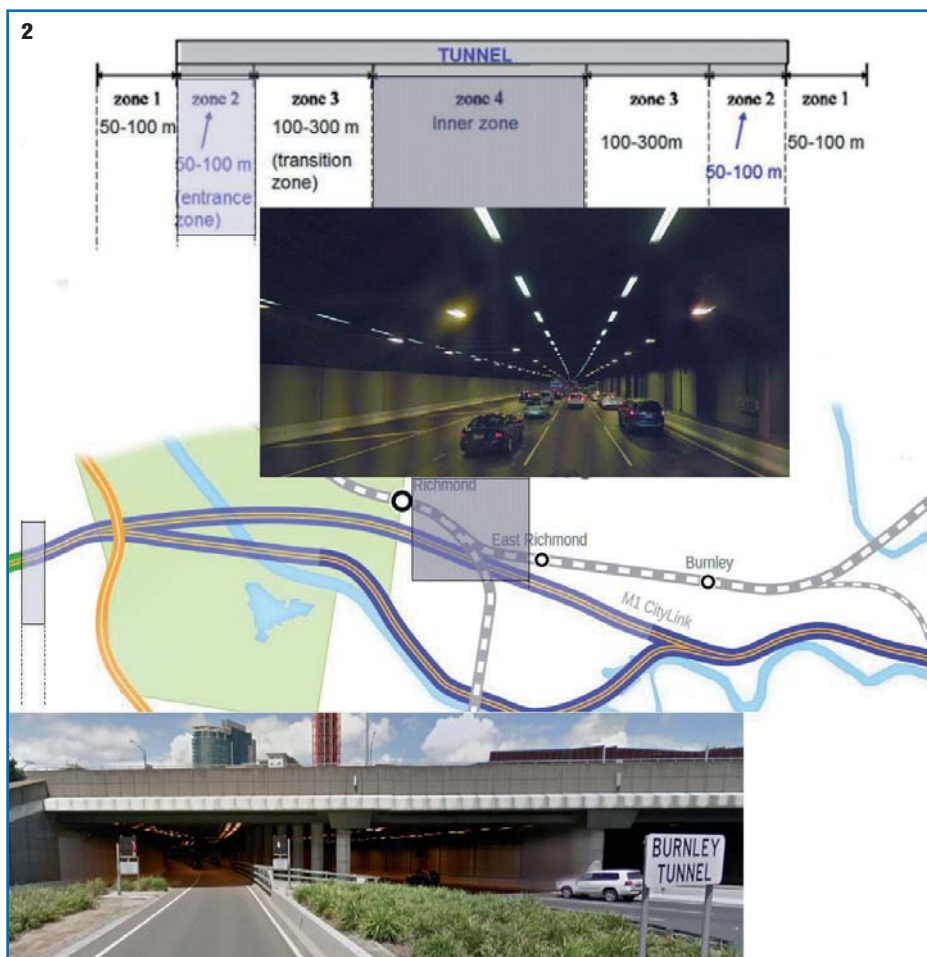 2
TUNNEL
zone 1 zone 2 zone 3 zone 4 zone 3 zone 2 zone 1
50-100 m 50-100 m (entrance zone) 100-300 m (transition zone) Inner zone 100-300m 50-100 m 50-100 m
Richmond
East Richmond
Burnley
M1 CityLink
BURNLEY
TUNNEL